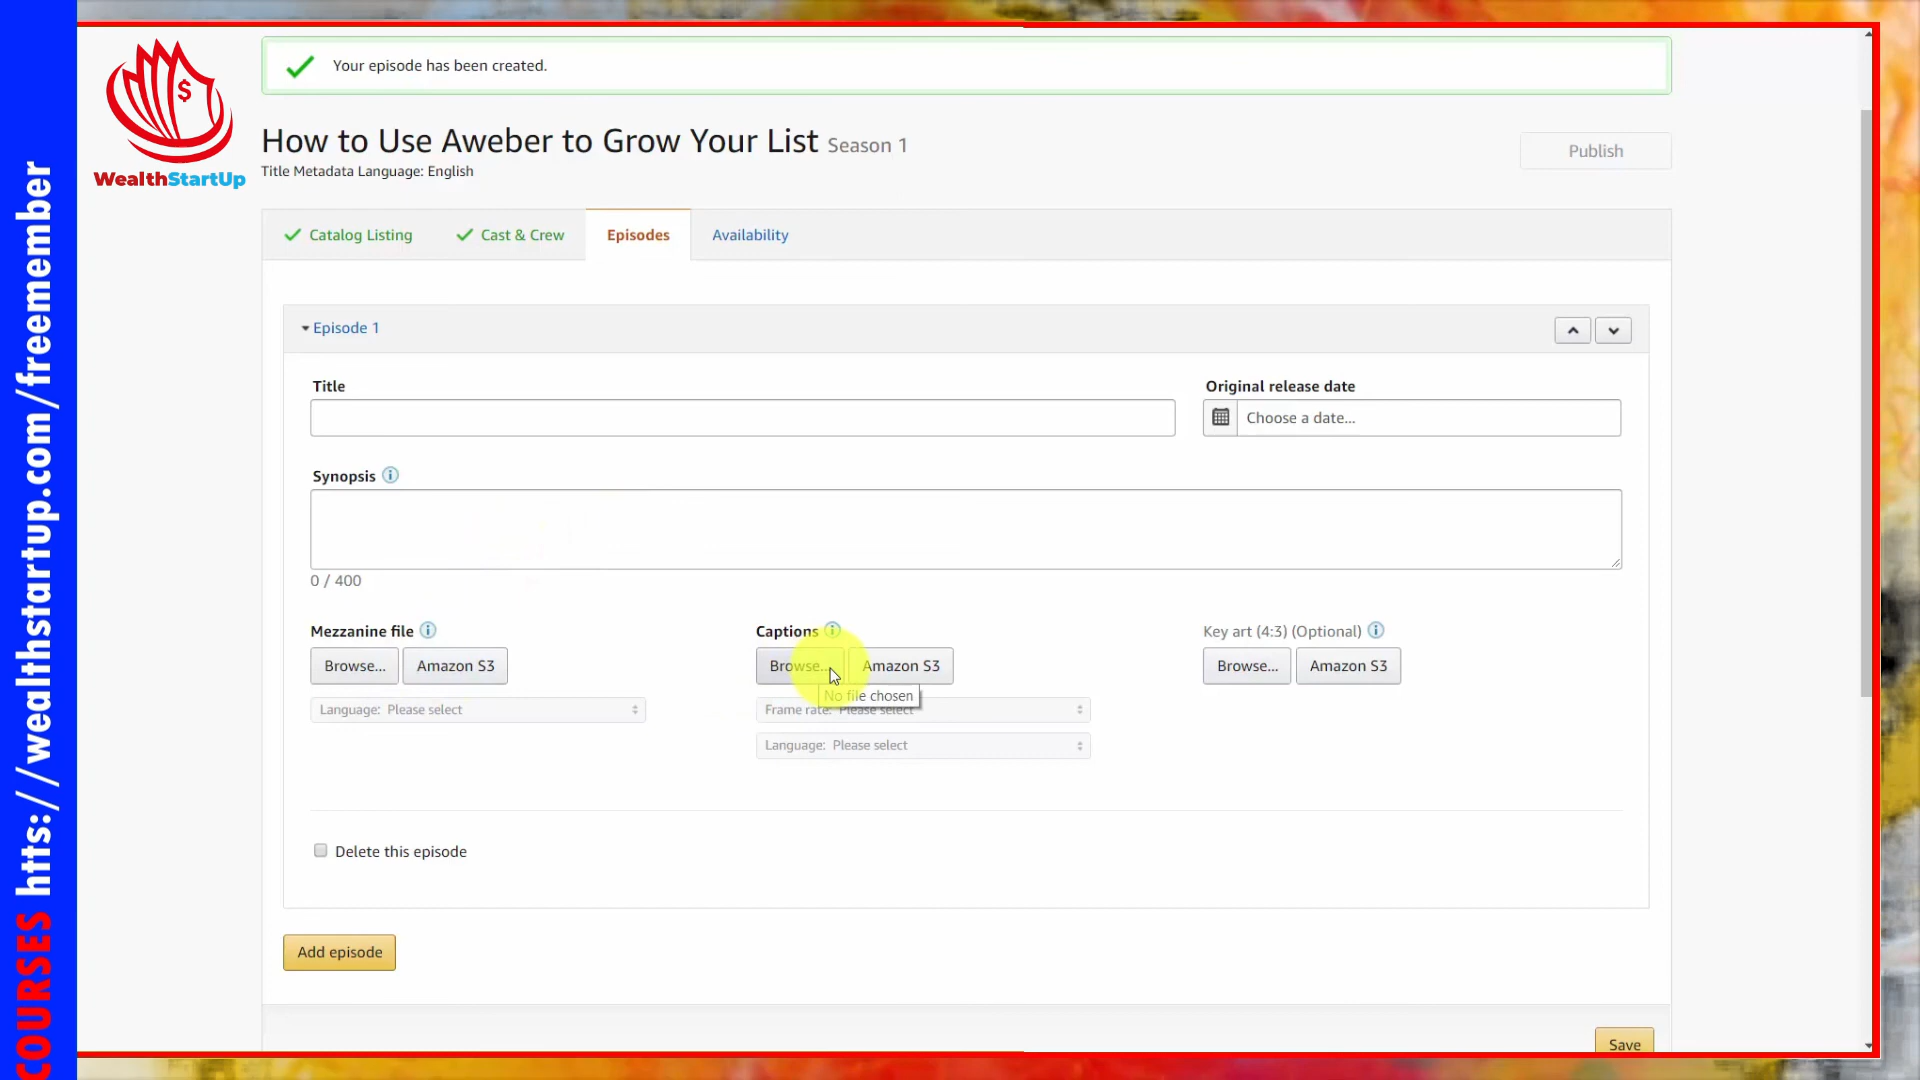 COURSES htts://wealthstartup.com/freemember
$
WealthStartUp
Your episode has been created.
How to Use Aweber to Grow Your List Season 1
Title Metadata Language: English
Publish
Catalog Listing
Cast & Crew
Episodes
Availability
Episode 1
Title
Original release date
Choose a date...
Synopsis
0 / 400
Mezzanine file
Captions
Key art (4:3) (Optional)
Browse... Amazon S3
Browse... Amazon S3
Browse... Amazon S3
No file chosen
Language: Please select
Frame rate: Please select
Language: Please select
Delete this episode
Add episode
Save